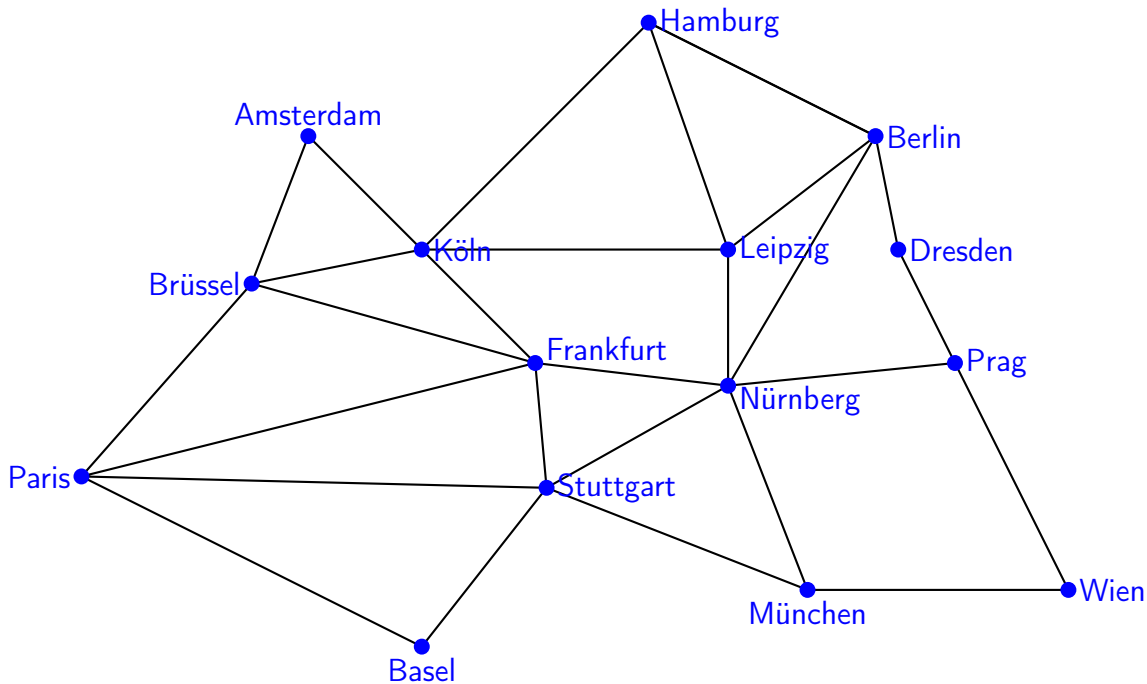 Hamburg
Amsterdam
Berlin
Köln
Leipzig
Dresden
Brüssel
Frankfurt
Prag
Nürnberg
Paris
Stuttgart
Wien
München
Basel